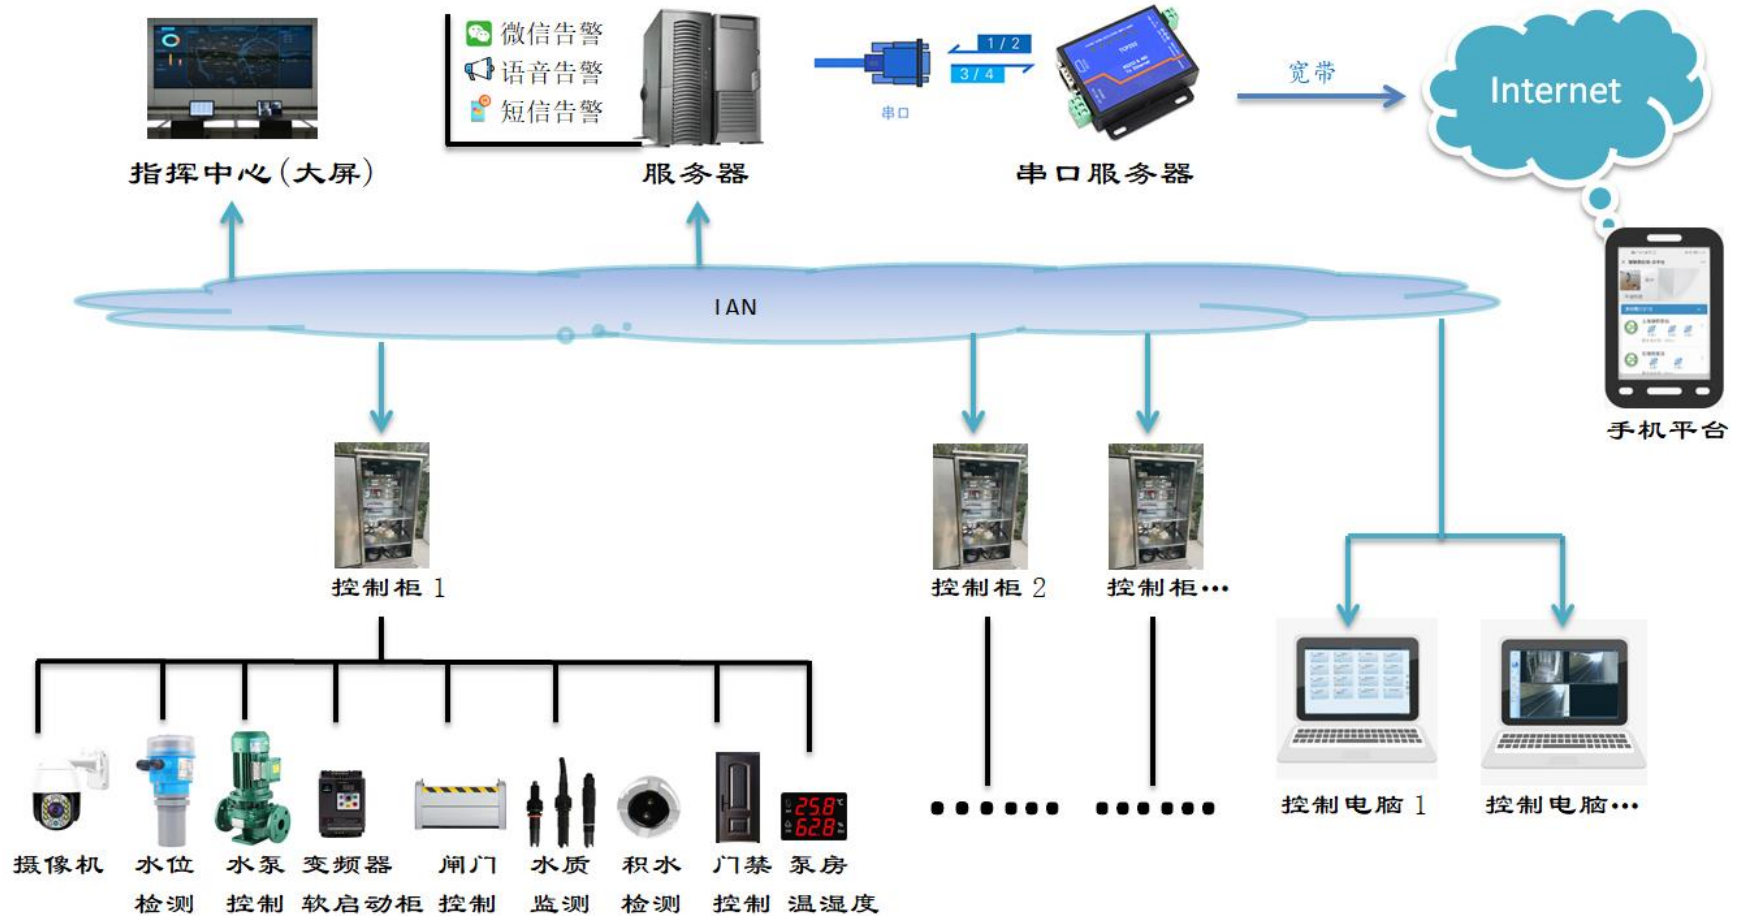 微信告警
语音告警
短信告警
串口
1 / 2
3 / 4
宽带
Internet
指挥中心(大屏)
服务器
串口服务器
LAN
手机平台
控制柜 1
控制柜 2
控制柜…
25.8 ℃
62.8 %
控制电脑 1
控制电脑…
摄像机
水位
检测
水泵
控制
变频器
软启动柜
闸门
控制
水质
监测
积水
检测
门禁
控制
泵房
温湿度